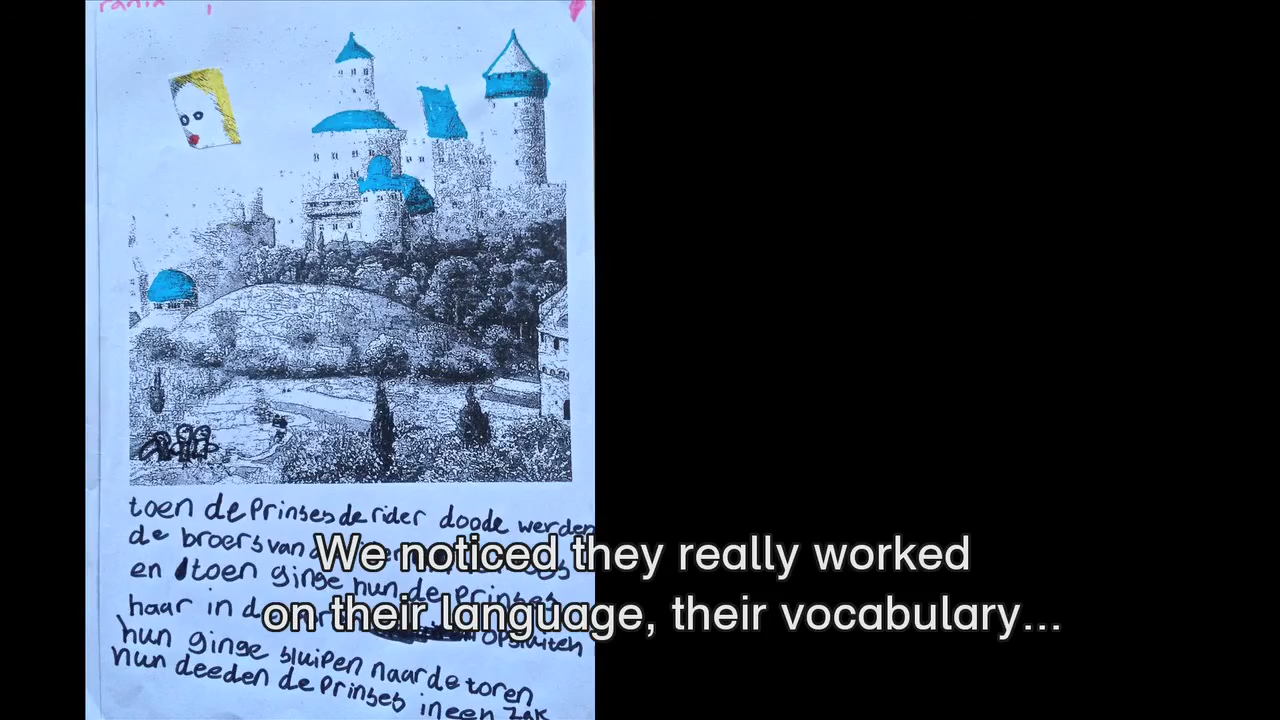 toen de Prinses de rider doode werden
de broers van
en toen ginge hun de Prinses
haar in d opsluiten
hun ginge sluipen naar de toren
hun deeden de Prinses in een zak
We noticed they really worked
on their language, their vocabulary...